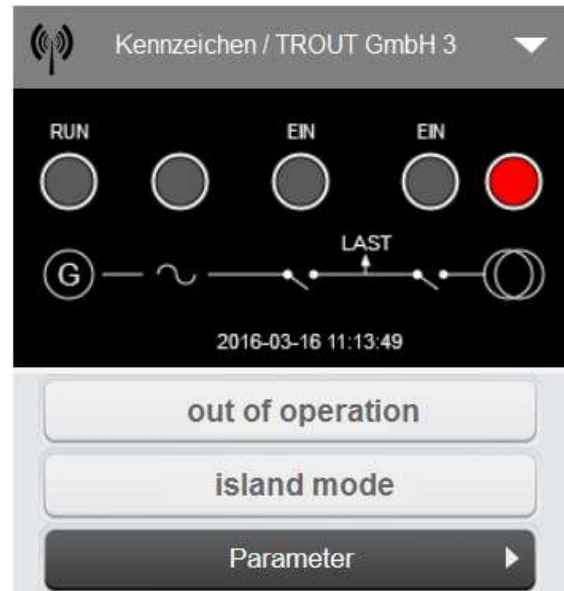 Kennzeichen / TROUT GmbH 3
RUN EIN EIN
LAST
G
2016-03-16 11:13:49
out of operation
island mode
Parameter